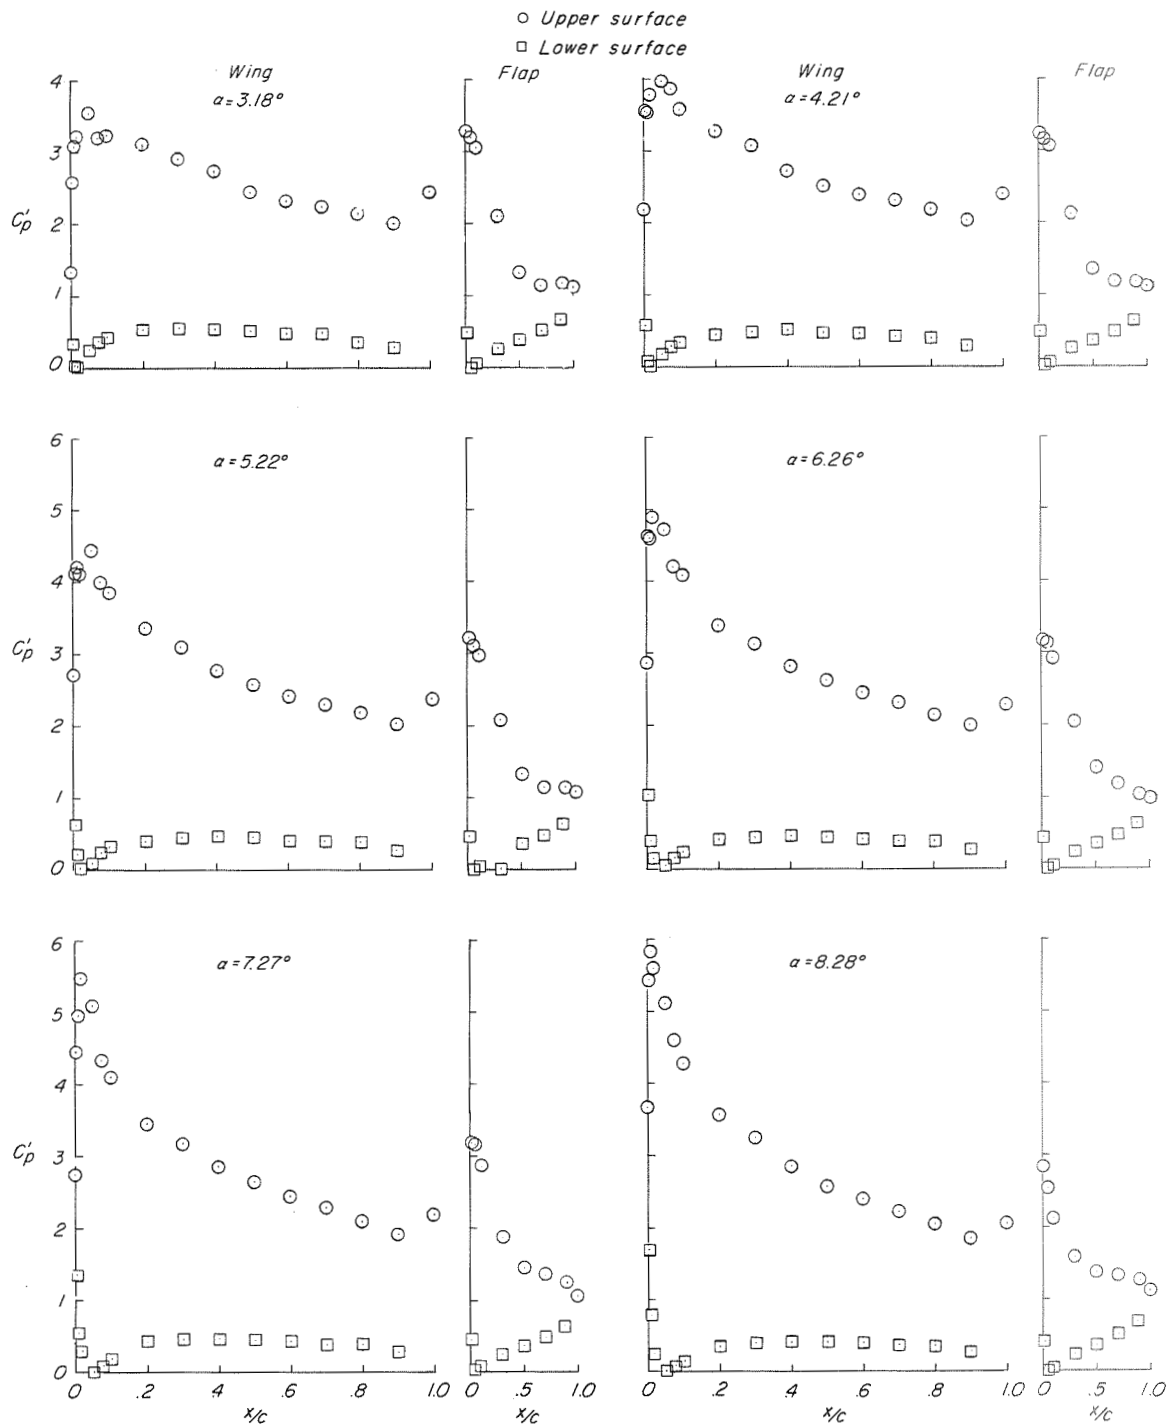 Upper surface
Lower surface
Wing
Flap
Wing
Flap
α=3.18°
α=4.21°
4
3
C'p
2
1
0
6
α=5.22°
α=6.26°
5
4
C'p
3
2
1
0
6
α=7.27°
α=8.28°
5
4
C'p
3
2
1
0
0 .2 .4 .6 .8 1.0 0 .5 1.0 0 .2 .4 .6 .8 1.0 0 .5 1.0
x/c x/c x/c x/c